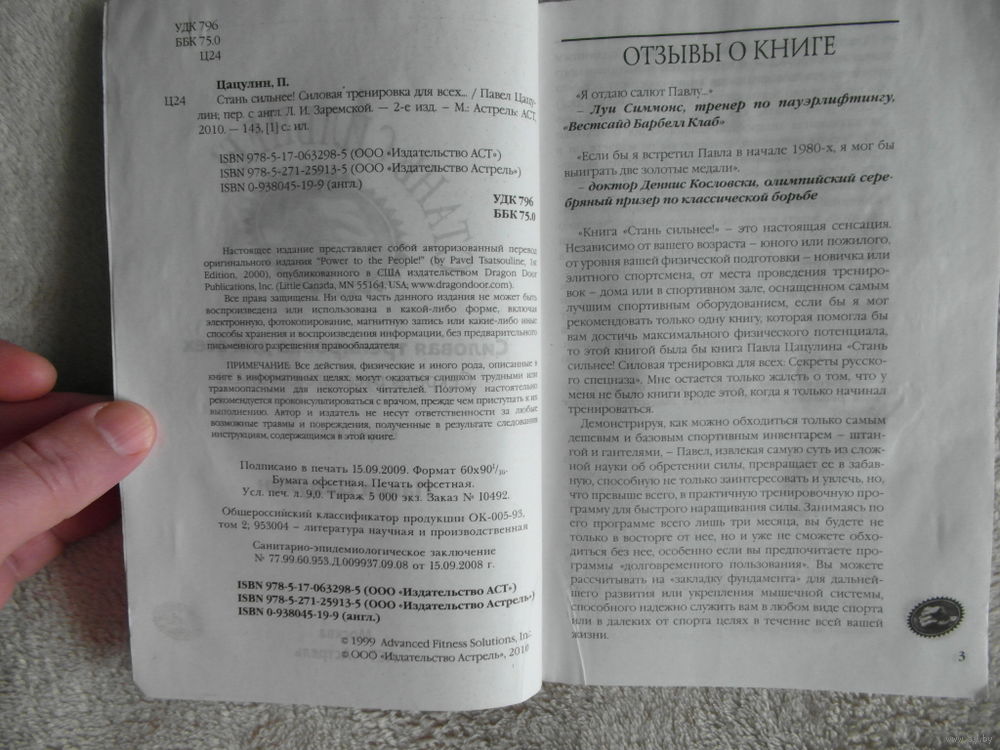 УДК 796
ББК 75.0
Ц24
Цацулин, П.
Ц24 Стань сильнее! Силовая тренировка для всех... / Павел Цацу-
лин; пер. с англ. Л. И. Заремской. — 2-е изд. — М.: Астрель: АСТ,
2010. — 143, [1] с.: ил.
ISBN 978-5-17-063298-5 (ООО «Издательство АСТ»)
ISBN 978-5-271-25913-5 (ООО «Издательство Астрель»)
ISBN 0-938045-19-9 (англ.)
УДК 796
ББК 75.0
Настоящее издание представляет собой авторизованный перевод
оригинального издания "Power to the People!" (by Pavel Tsatsouline, 1st
Edition, 2000), опубликованного в США издательством Dragon Door
Publications, Inc. (Little Canada, MN 55164, USA; www.dragondoor.com).
Все права защищены. Ни одна часть данного издания не может быть
воспроизведена или использована в какой-либо форме, включая
электронную, фотокопирование, магнитную запись или какие-либо иные
способы хранения и воспроизведения информации, без предварительного
письменного разрешения правообладателя.
ПРИМЕЧАНИЕ: Все действия, физические и иного рода, описанные в
книге в информативных целях, могут оказаться слишком трудными или
травмоопасными для некоторых читателей. Поэтому настоятельно
рекомендуется проконсультироваться с врачом, прежде чем приступать к их
выполнению. Автор и издатель не несут ответственности за любые
возможные травмы и повреждения, полученные в результате следования
инструкциям, содержащимся в этой книге.
Подписано в печать 15.09.2009. Формат 60x90 1/16.
Бумага офсетная. Печать офсетная.
Усл. печ. л. 9,0. Тираж 5 000 экз. Заказ № 10492.
Общероссийский классификатор продукции ОК-005-93,
том 2; 953004 – литература научная и производственная
Санитарно-эпидемиологическое заключение
№ 77.99.60.953.Д.009937.09.08 от 15.09.2008 г.
ISBN 978-5-17-063298-5 (ООО «Издательство АСТ»)
ISBN 978-5-271-25913-5 (ООО «Издательство Астрель»)
ISBN 0-938045-19-9 (англ.)
© 1999 Advanced Fitness Solutions, Inc.
© ООО «Издательство Астрель», 2010
ОТЗЫВЫ О КНИГЕ
«Я отдаю салют Павлу...»
– Луи Симмонс, тренер по пауэрлифтингу,
«Вестсайд Барбелл Клаб»
«Если бы я встретил Павла в начале 1980-х, я мог бы
выиграть две золотые медали».
– доктор Деннис Кословски, олимпийский сере-
бряный призер по классической борьбе
«Книга «Стань сильнее!» – это настоящая сенсация.
Независимо от вашего возраста – юного или пожилого,
от уровня вашей физической подготовки – новичка или
элитного спортсмена, от места проведения трениро-
вок – дома или в спортивном зале, оснащенном самым
лучшим спортивным оборудованием, если бы я мог
рекомендовать только одну книгу, которая помогла бы
вам достичь максимального физического потенциала,
то этой книгой была бы книга Павла Цацулина «Стань
сильнее! Силовая тренировка для всех: Секреты русско-
го спецназа». Мне остается только жалеть о том, что у
меня не было книги вроде этой, когда я только начинал
тренироваться.
Демонстрируя, как можно обходиться только самым
дешевым и базовым спортивным инвентарем – штан-
гой и гантелями, – Павел, извлекая самую суть из слож-
ной науки об обретении силы, превращает ее в забав-
ную, способную не только заинтересовать и увлечь, но,
что превыше всего, в практичную тренировочную про-
грамму для быстрого наращивания силы. Занимаясь по
его программе всего лишь три месяца, вы будете не
только в восторге от нее, но и уже не сможете обхо-
диться без нее, особенно если вы предпочитаете про-
граммы «долговременного пользования». Вы можете
рассчитывать на «закладку фундамента» для дальней-
шего развития или укрепления мышечной системы,
способного надежно служить вам в любом виде спорта
или в далеких от спорта целях в течение всей вашей
жизни.
3